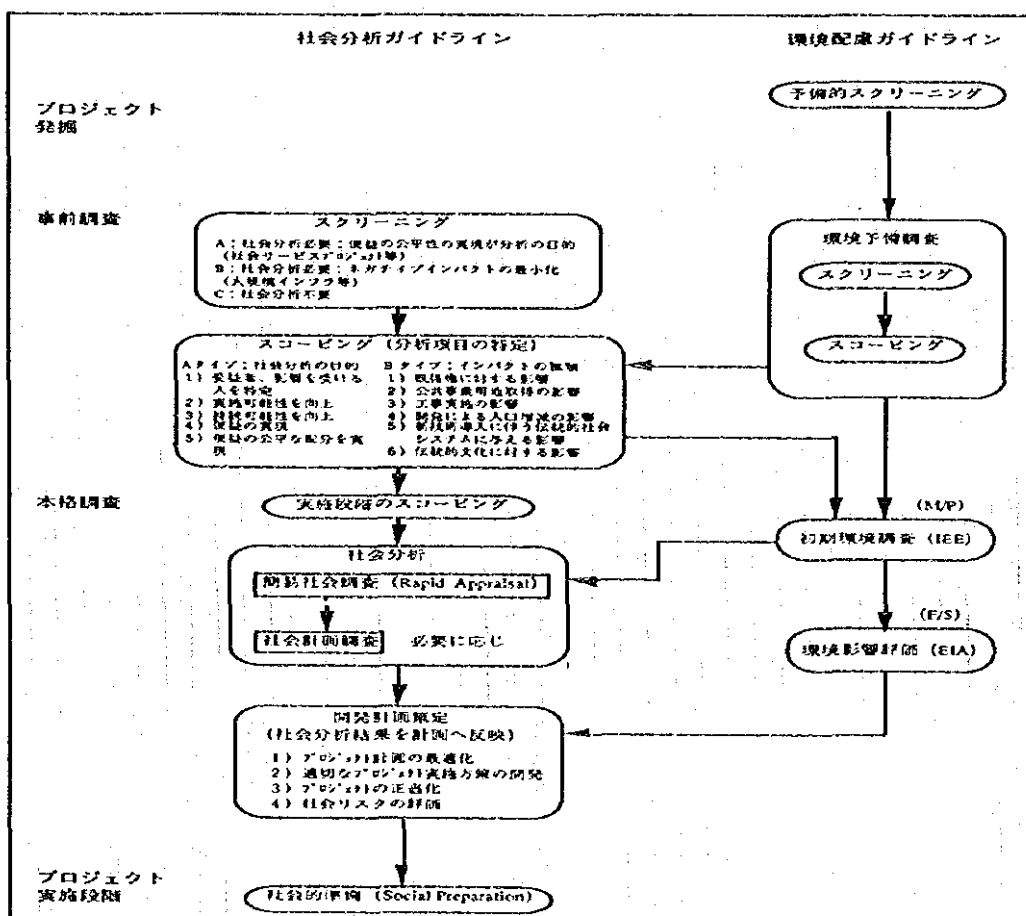 社会分析ガイドライン
環境配慮ガイドライン
プロジェクト
発掘
予備的スクリーニング
事前調査
スクリーニング
A:社会分析必要:便益の公平性の実現が分析の目的
(社会サービスプロジェクト等)
B:社会分析必要:ネガティブインパクトの最小化
(大規模インフラ等)
C:社会分析不要
環境予備調査
スクリーニング
スコーピング
スコーピング (分析項目の特定)
Aタイプ:社会分析の目的
1) 受益者、影響を受ける
人を特定
2) 実施可能性を向上
3) 持続可能性を向上
4) 便益の実現
5) 便益の公平な配分を実
現
Bタイプ:インパクトの
1) 既得権に対する影響
2) 公共事業用地取得の影響
3) 工事実施の影響
4) 開発による人口増減の影響
5) 新技術導入に伴う伝統的社会
システムに与える影響
6) 伝統的文化に対する影響
本格調査
実施段階のスコーピング
(M/P)
初期環境調査 (IEE)
社会分析
簡易社会調査 (Rapid Appraisal)
社会計画調査 必要に応じ
(F/S)
環境影響評価 (EIA)
開発計画策定
(社会分析結果を計画へ反映)
1) プロジェクト計画の最適化
2) 適切なプロジェクト実施方策の開発
3) プロジェクトの正当化
4) 社会リスクの評価
プロジェクト
実施段階
社会的準備 (Social Preparation)